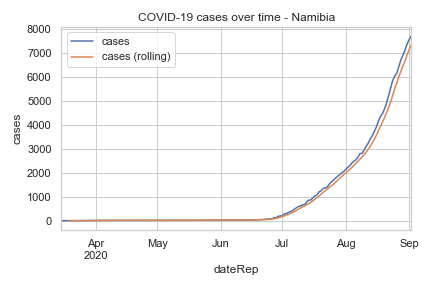 COVID-19 cases over time - Namibia
cases
cases (rolling)
8000
7000
6000
5000
4000
3000
2000
1000
0
cases
Apr
2020
May
Jun
Jul
Aug
Sep
dateRep